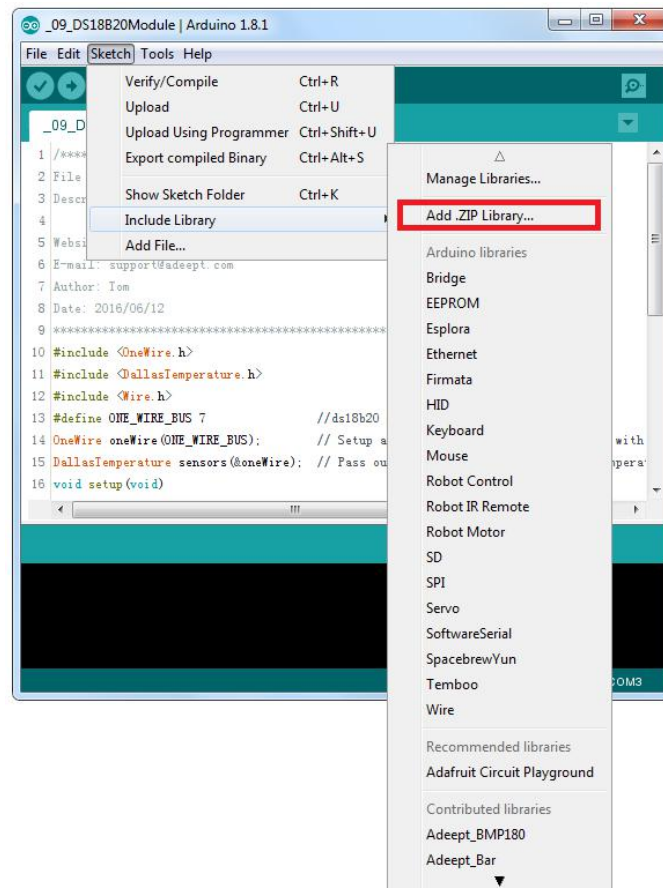 _09_DS18B20Module | Arduino 1.8.1
File Edit Sketch Tools Help
Verify/Compile Ctrl+R
Upload Ctrl+U
Upload Using Programmer Ctrl+Shift+U
Export compiled Binary Ctrl+Alt+S
Show Sketch Folder Ctrl+K
Include Library
Add File...
_09_D
1 /****
2 File
3 Descr
4
5 Websi
6 E-mail: support@adeept.com
7 Author: Tom
8 Date: 2016/06/12
9 **************************************************
10 #include <OneWire.h>
11 #include <DallasTemperature.h>
12 #include <Wire.h>
13 #define ONE_WIRE_BUS 7 //ds18b20
14 OneWire oneWire(ONE_WIRE_BUS); // Setup a with
15 DallasTemperature sensors(&oneWire); // Pass ou
16 void setup(void)
COM3
Manage Libraries...
Add .ZIP Library...
Arduino libraries
Bridge
EEPROM
Esplora
Ethernet
Firmata
HID
Keyboard
Mouse
Robot Control
Robot IR Remote
Robot Motor
SD
SPI
Servo
SoftwareSerial
SpacebrewYun
Temboo
Wire
Recommended libraries
Adafruit Circuit Playground
Contributed libraries
Adeept_BMP180
Adeept_Bar